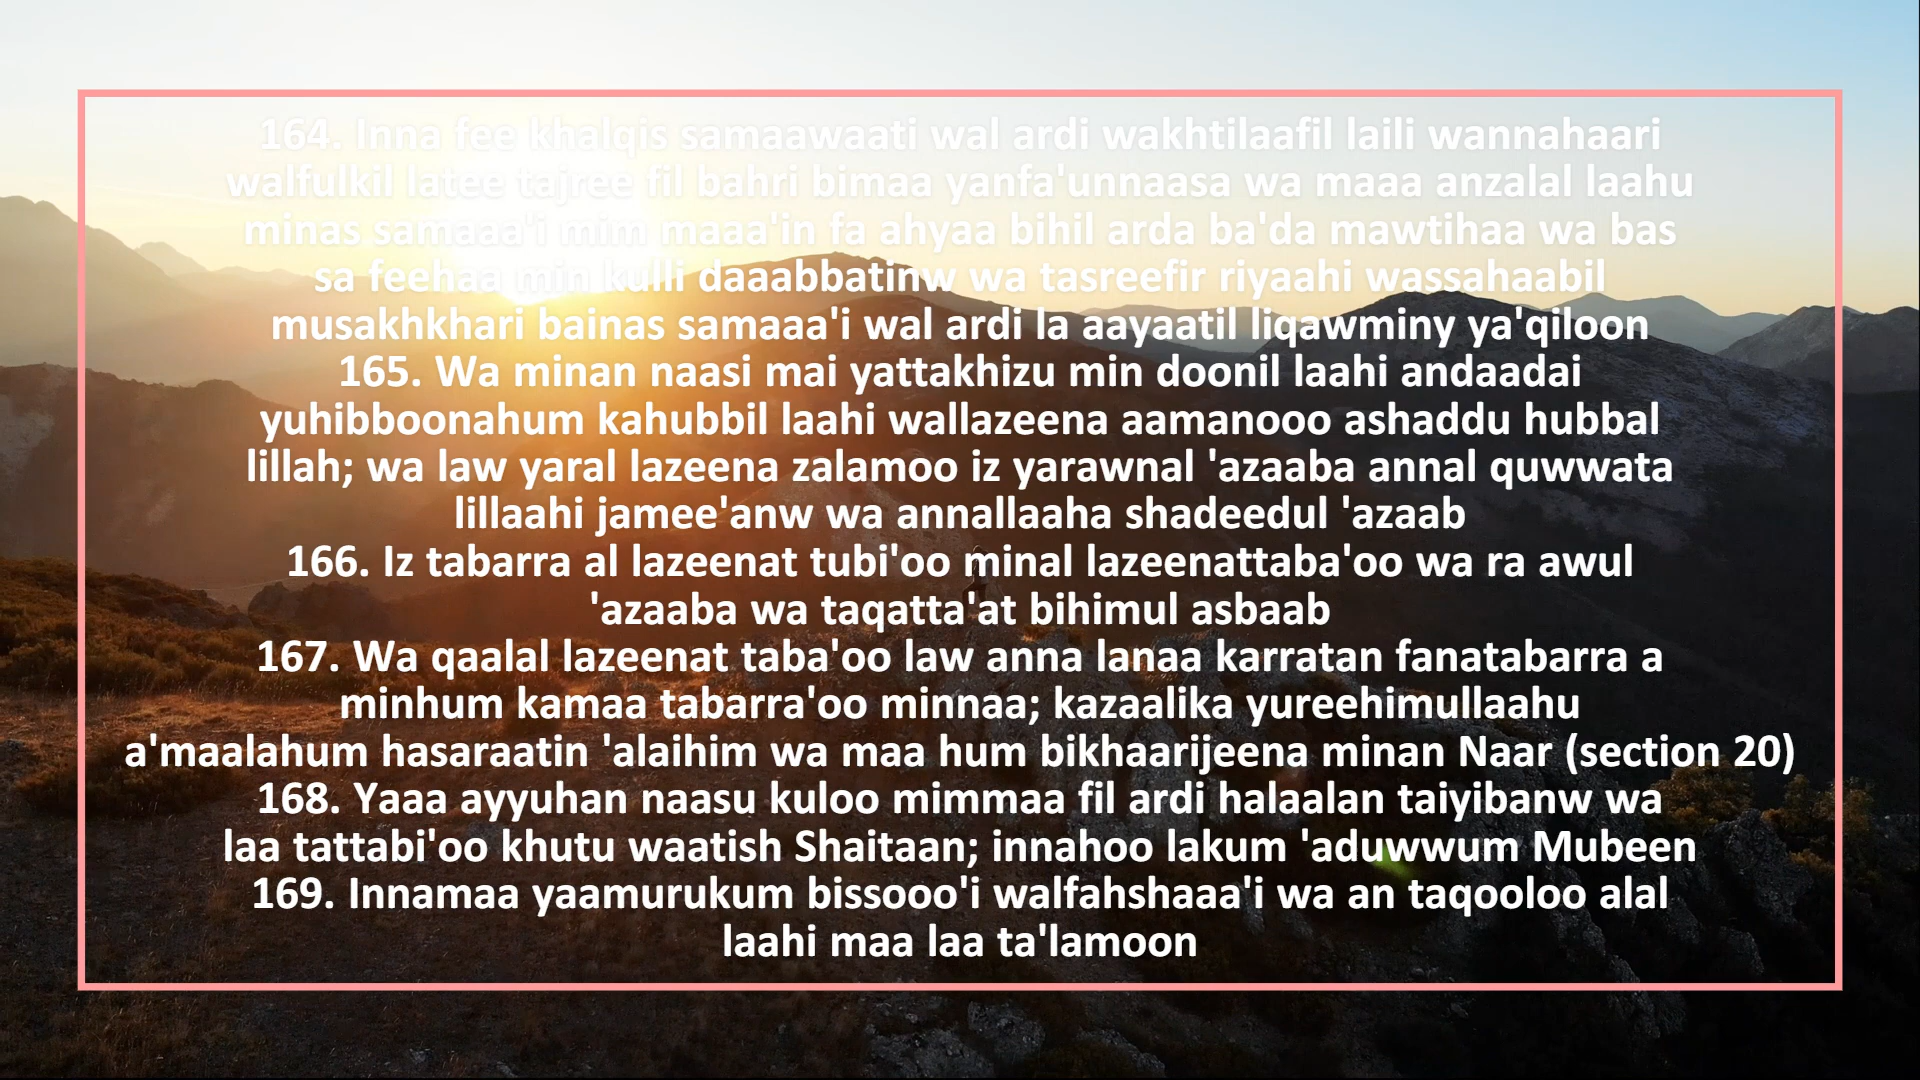 164. Inna fee khalqis samaawaati wal ardi wakhtilaafil laili wannahaari
walfulkil latee tajree fil bahri bimaa yanfa'unnaasa wa maaa anzalal laahu
minas samaaa'i mim maaa'in fa ahyaa bihil arda ba'da mawtihaa wa bas
sa feehaa min kulli daaabbatinw wa tasreefir riyaahi wassahaabil
musakhkhari bainas samaaa'i wal ardi la aayaatil liqawminy ya'qiloon
165. Wa minan naasi mai yattakhizu min doonil laahi andaadai
yuhibboonahum kahubbil laahi wallazeena aamanooo ashaddu hubbal
lillah; wa law yaral lazeena zalamoo iz yarawnal 'azaaba annal quwwata
lillaahi jamee'anw wa annallaaha shadeedul 'azaab
166. Iz tabarra al lazeenat tubi'oo minal lazeenattaba'oo wa ra awul
'azaaba wa taqatta'at bihimul asbaab
167. Wa qaalal lazeenat taba'oo law anna lanaa karratan fanatabarra a
minhum kamaa tabarra'oo minnaa; kazaalika yureehimullaahu
a'maalahum hasaraatin 'alaihim wa maa hum bikhaarijeena minan Naar (section 20)
168. Yaaa ayyuhan naasu kuloo mimmaa fil ardi halaalan taiyibanw wa
laa tattabi'oo khutu waatish Shaitaan; innahoo lakum 'aduwwum Mubeen
169. Innamaa yaamurukum bissooo'i walfahshaaa'i wa an taqooloo alal
laahi maa laa ta'lamoon